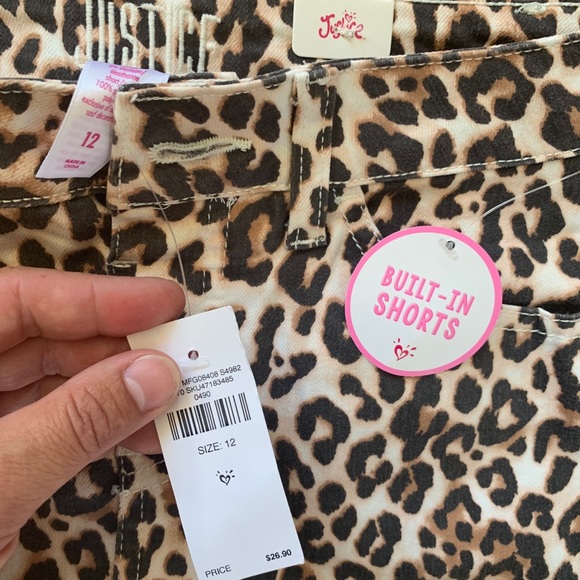 JUSTICE
Justice
100%
12
MADE IN
CHINA
BUILT-IN
SHORTS
MFG08408 S4982
SKU47183485
0490
SIZE: 12
$26.90
PRICE